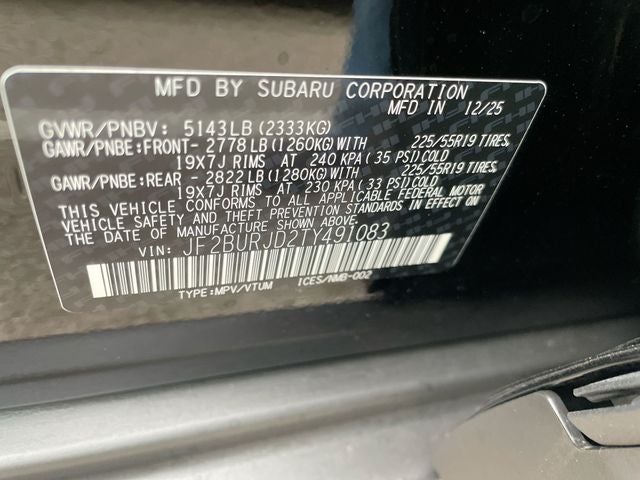 MFD BY SUBARU CORPORATION
MFD IN 12/25
GVWR/PNBV: 5143LB (2333KG)
GAWR/PNBE:FRONT- 2778 LB (1260KG) WITH 225/55R19 TIRES,
19X7J RIMS AT 240 KPA (35 PSI) COLD
GAWR/PNBE:REAR - 2822 LB (1280KG) WITH 225/55R19 TIRES,
19X7J RIMS AT 230 KPA (33 PSI) COLD
THIS VEHICLE CONFORMS TO ALL APPLICABLE FEDERAL MOTOR
VEHICLE SAFETY AND THEFT PREVENTION STANDARDS IN EFFECT ON
THE DATE OF MANUFACTURE SHOWN ABOVE.
VIN: JF2BURJD2TY491083
TYPE:MPV/VTUM ICES/NMB-002